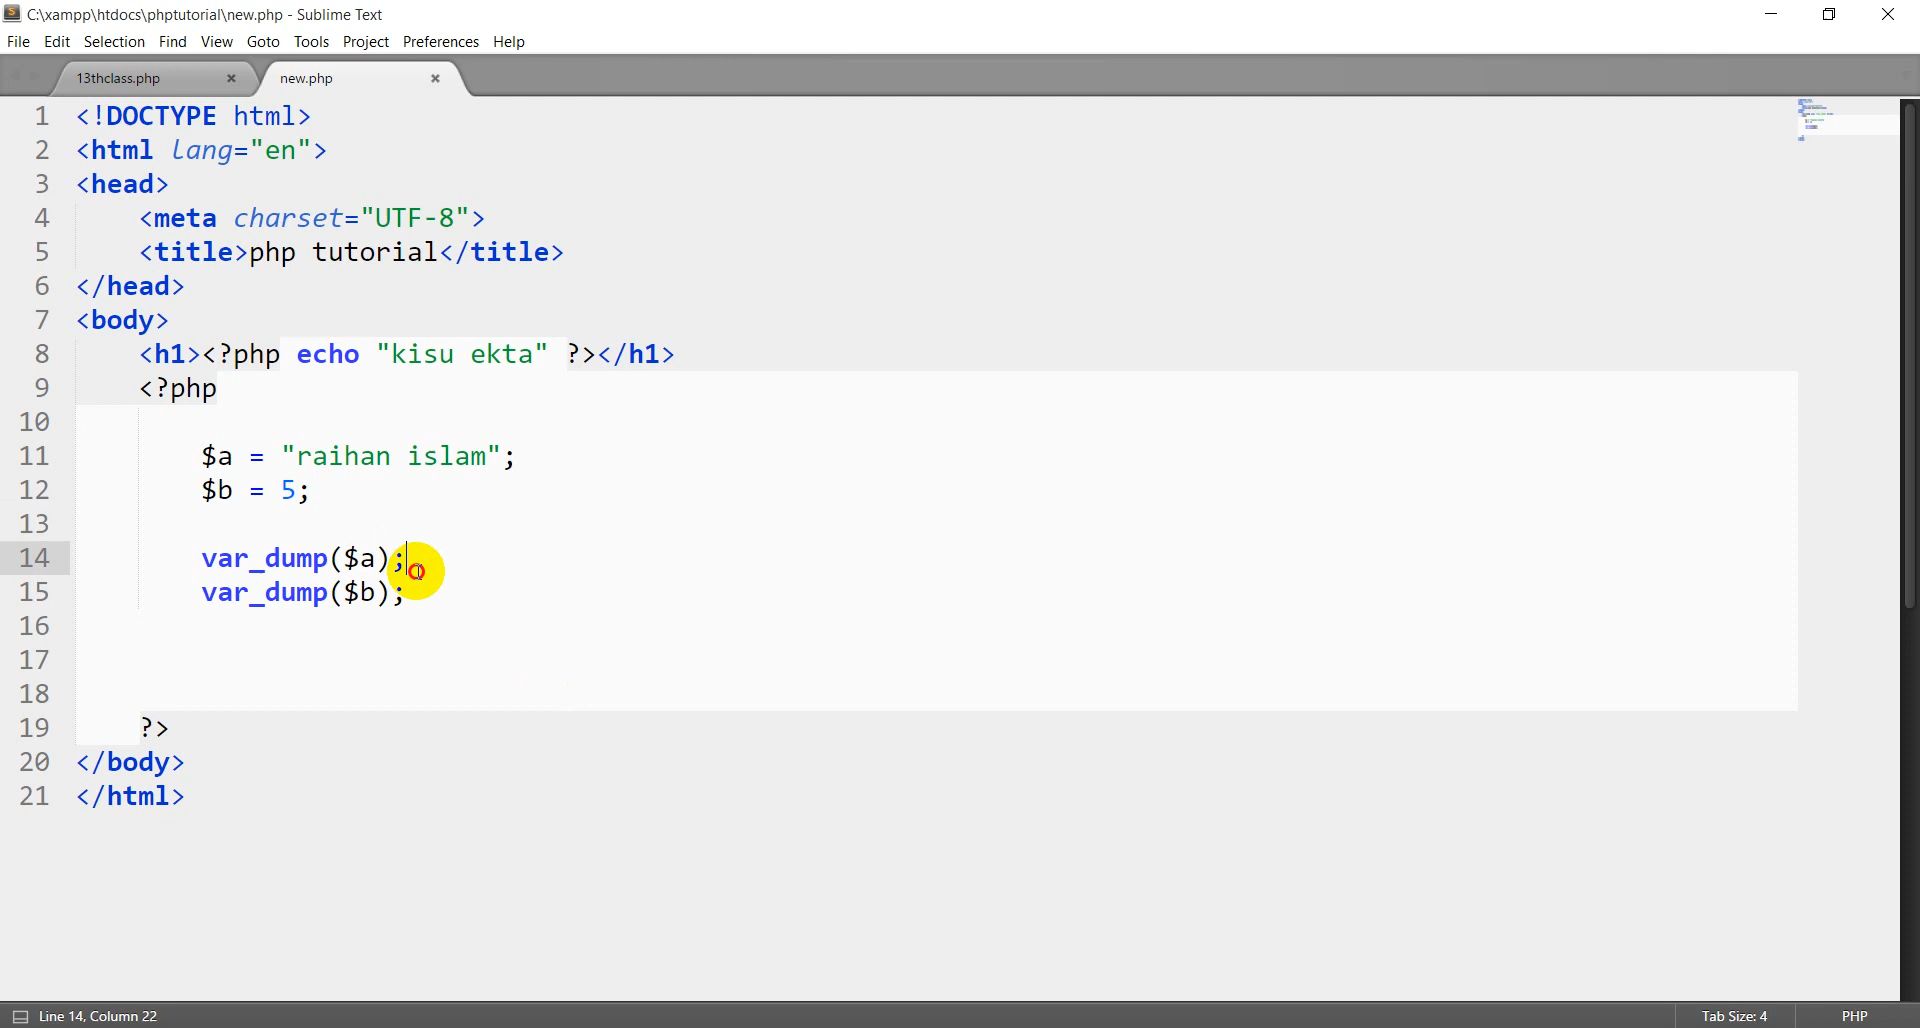 C:\xampp\htdocs\phptutorial\new.php - Sublime Text
File Edit Selection Find View Goto Tools Project Preferences Help
13thclass.php × new.php ×
1 <!DOCTYPE html>
2 <html lang="en">
3 <head>
4     <meta charset="UTF-8">
5     <title>php tutorial</title>
6 </head>
7 <body>
8     <h1><?php echo "kisu ekta" ?></h1>
9     <?php
10
11         $a = "raihan islam";
12         $b = 5;
13
14         var_dump($a);
15         var_dump($b);
16
17
18
19     ?>
20 </body>
21 </html>
Line 14, Column 22 Tab Size: 4 PHP